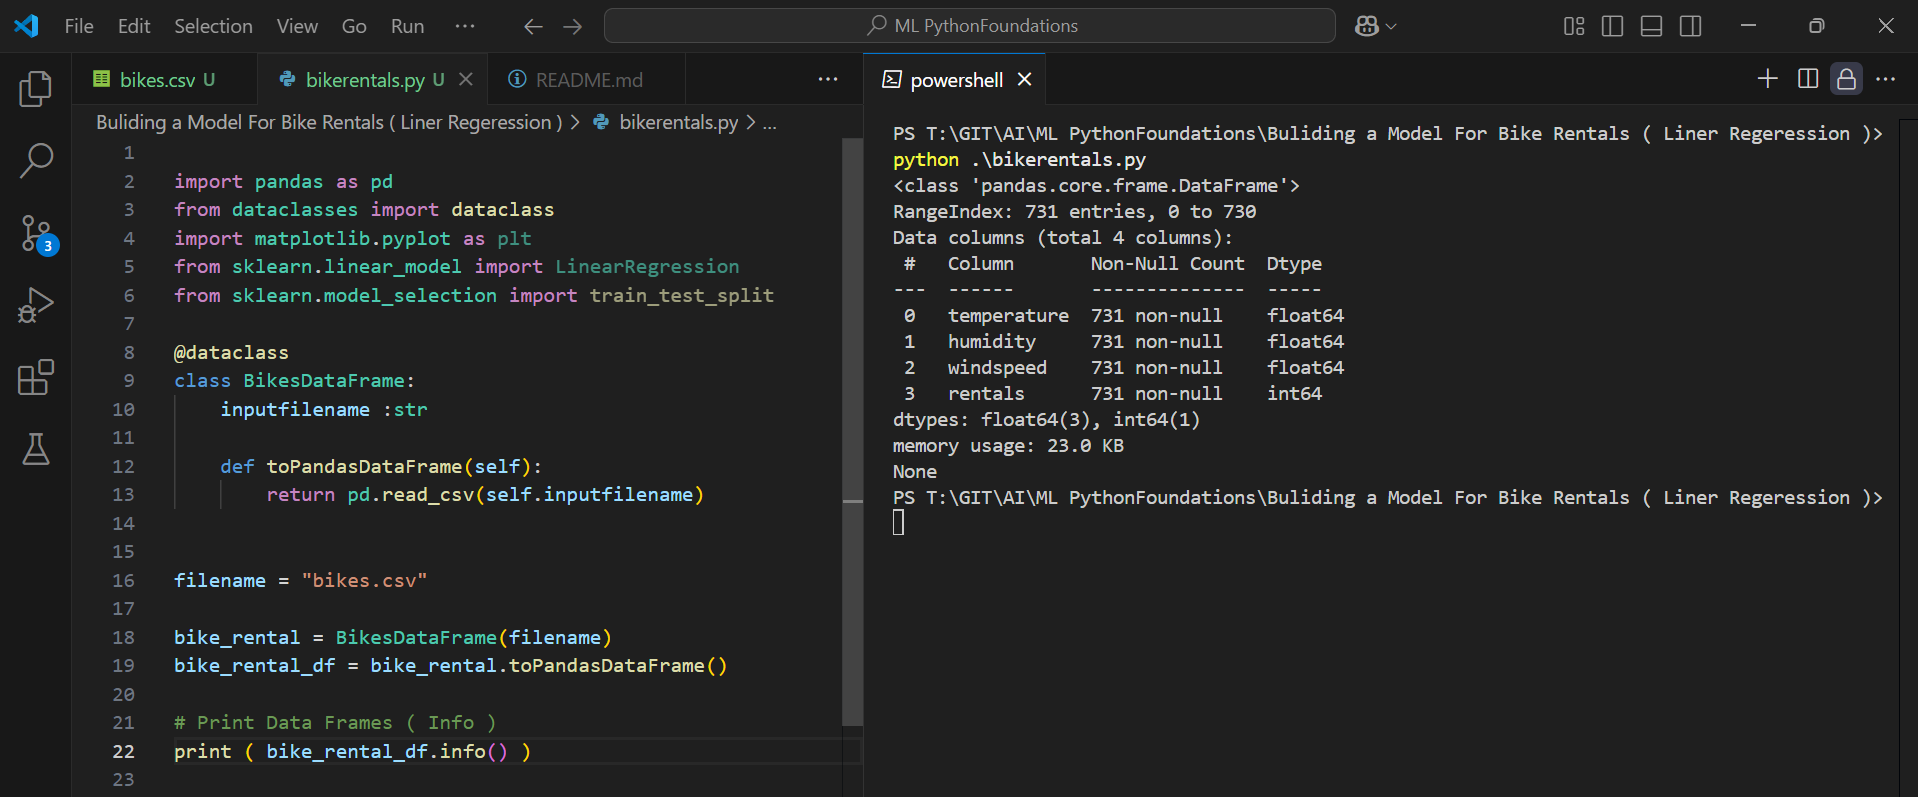 File Edit Selection View Go Run ··· ML PythonFoundations
bikes.csv U bikerentals.py U README.md ···
Buliding a Model For Bike Rentals ( Liner Regeression ) > bikerentals.py > ...
1
2 import pandas as pd
3 from dataclasses import dataclass
4 import matplotlib.pyplot as plt
5 from sklearn.linear_model import LinearRegression
6 from sklearn.model_selection import train_test_split
7
8 @dataclass
9 class BikesDataFrame:
10 inputfilename :str
11
12 def toPandasDataFrame(self):
13 return pd.read_csv(self.inputfilename)
14
15
16 filename = "bikes.csv"
17
18 bike_rental = BikesDataFrame(filename)
19 bike_rental_df = bike_rental.toPandasDataFrame()
20
21 # Print Data Frames ( Info )
22 print ( bike_rental_df.info() )
23
3
powershell
PS T:\GIT\AI\ML PythonFoundations\Buliding a Model For Bike Rentals ( Liner Regeression )>
python .\bikerentals.py
<class 'pandas.core.frame.DataFrame'>
RangeIndex: 731 entries, 0 to 730
Data columns (total 4 columns):
# Column Non-Null Count Dtype
--- ------ -------------- -----
0 temperature 731 non-null float64
1 humidity 731 non-null float64
2 windspeed 731 non-null float64
3 rentals 731 non-null int64
dtypes: float64(3), int64(1)
memory usage: 23.0 KB
None
PS T:\GIT\AI\ML PythonFoundations\Buliding a Model For Bike Rentals ( Liner Regeression )>